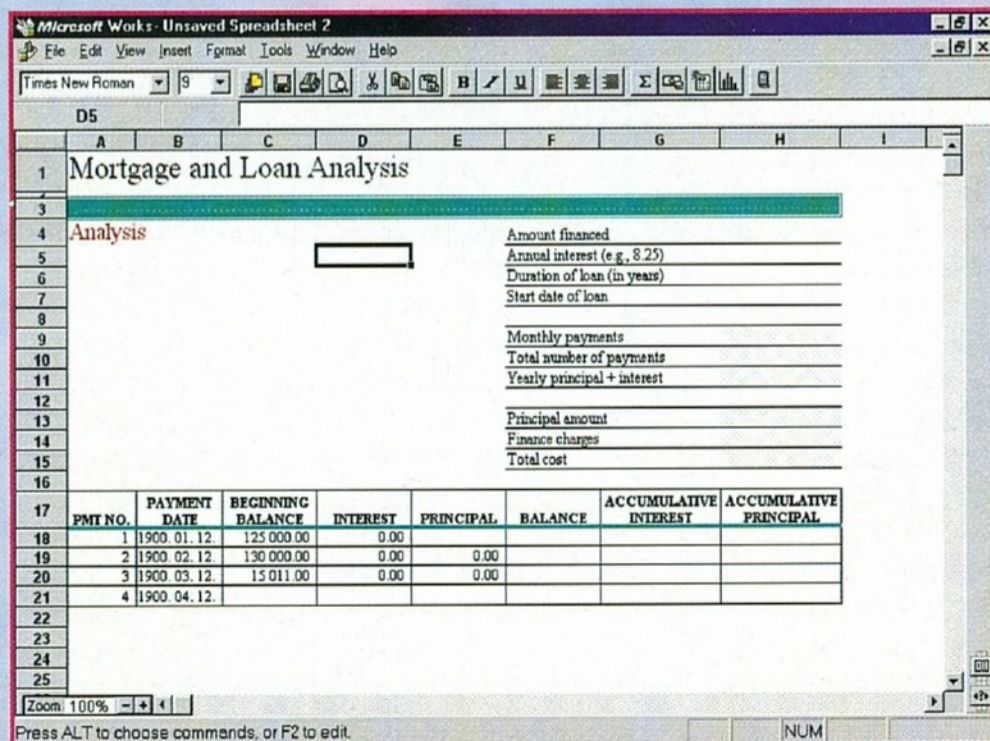 Microsoft Works - Unsaved Spreadsheet 2
File Edit View Insert Format Tools Window Help
Times New Roman 9 B I U Σ
D5
A B C D E F G H I
1 Mortgage and Loan Analysis
3
4 Analysis Amount financed
5 Annual interest (e.g., 8.25)
6 Duration of loan (in years)
7 Start date of loan
8
9 Monthly payments
10 Total number of payments
11 Yearly principal + interest
12
13 Principal amount
14 Finance charges
15 Total cost
16
17 PMT NO. PAYMENT DATE BEGINNING BALANCE INTEREST PRINCIPAL BALANCE ACCUMULATIVE INTEREST ACCUMULATIVE PRINCIPAL
18 1 1900. 01. 12. 125 000.00 0.00
19 2 1900. 02. 12. 130 000.00 0.00 0.00
20 3 1900. 03. 12. 15 011.00 0.00 0.00
21 4 1900. 04. 12.
22
23
24
25
Zoom 100% - +
Press ALT to choose commands, or F2 to edit. NUM